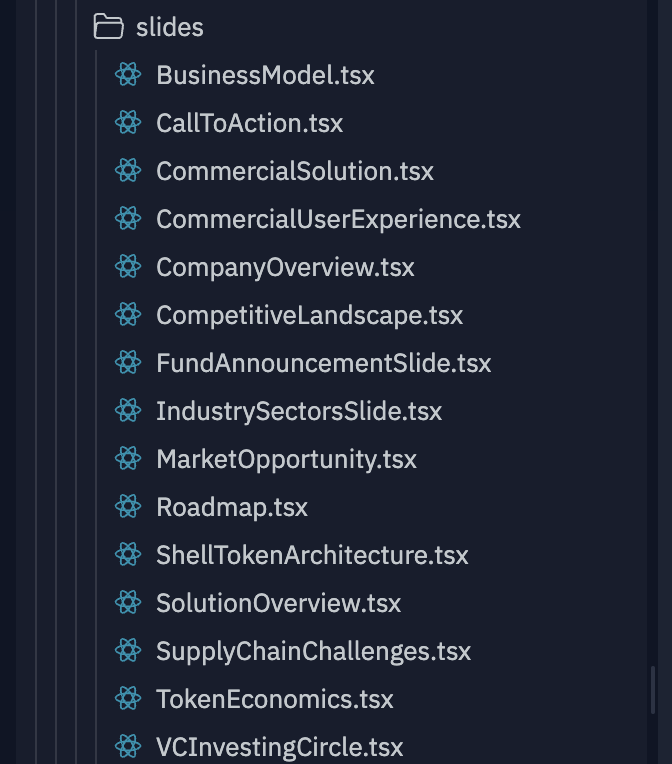 slides
BusinessModel.tsx
CallToAction.tsx
CommercialSolution.tsx
CommercialUserExperience.tsx
CompanyOverview.tsx
CompetitiveLandscape.tsx
FundAnnouncementSlide.tsx
IndustrySectorsSlide.tsx
MarketOpportunity.tsx
Roadmap.tsx
ShellTokenArchitecture.tsx
SolutionOverview.tsx
SupplyChainChallenges.tsx
TokenEconomics.tsx
VCInvestingCircle.tsx